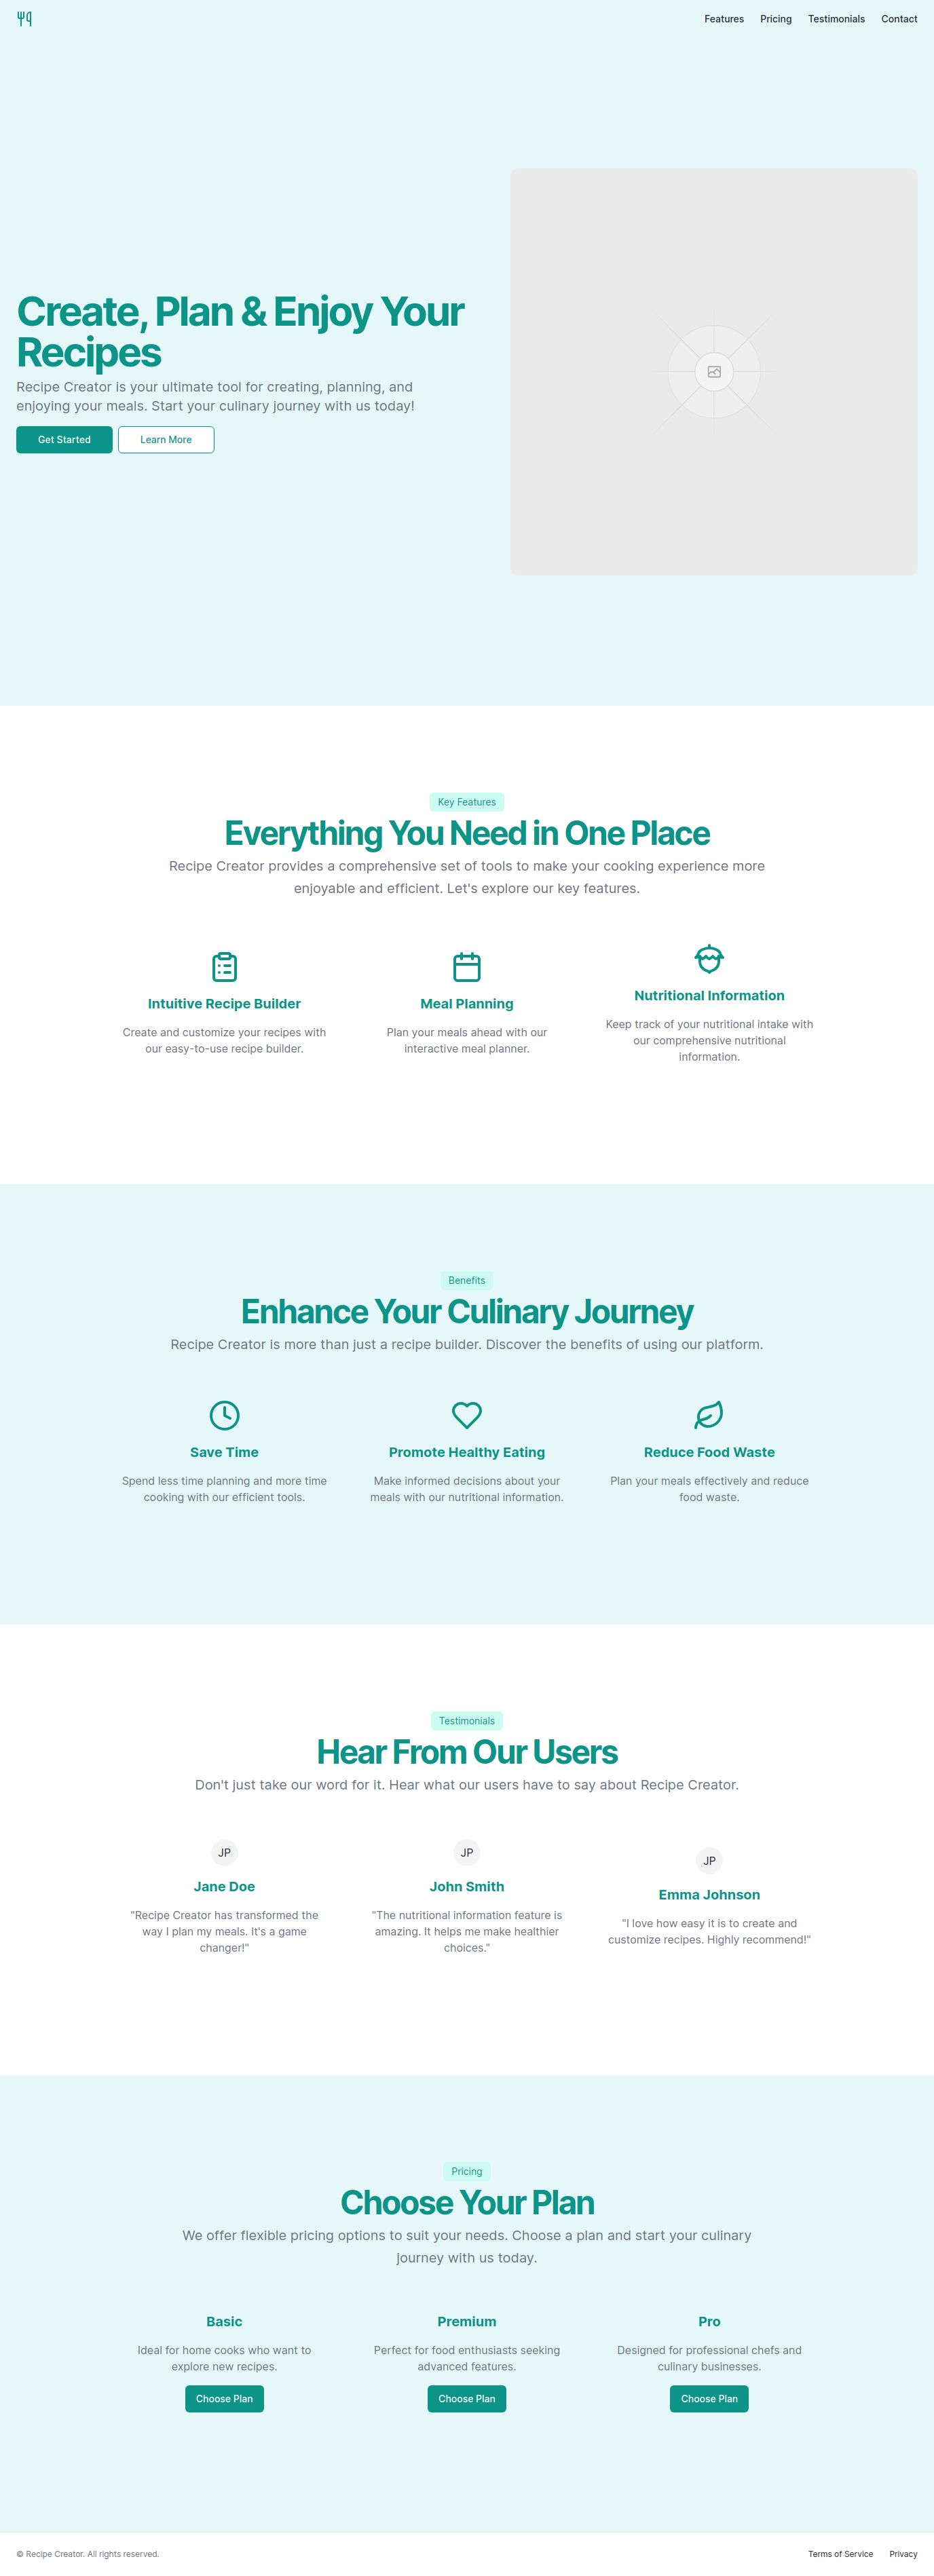 Features Pricing Testimonials Contact
Create, Plan & Enjoy Your
Recipes
Recipe Creator is your ultimate tool for creating, planning, and
enjoying your meals. Start your culinary journey with us today!
Get Started Learn More
Key Features
Everything You Need in One Place
Recipe Creator provides a comprehensive set of tools to make your cooking experience more
enjoyable and efficient. Let's explore our key features.
Intuitive Recipe Builder
Create and customize your recipes with
our easy-to-use recipe builder.
Meal Planning
Plan your meals ahead with our
interactive meal planner.
Nutritional Information
Keep track of your nutritional intake with
our comprehensive nutritional
information.
Benefits
Enhance Your Culinary Journey
Recipe Creator is more than just a recipe builder. Discover the benefits of using our platform.
Save Time
Spend less time planning and more time
cooking with our efficient tools.
Promote Healthy Eating
Make informed decisions about your
meals with our nutritional information.
Reduce Food Waste
Plan your meals effectively and reduce
food waste.
Testimonials
Hear From Our Users
Don't just take our word for it. Hear what our users have to say about Recipe Creator.
JP
Jane Doe
"Recipe Creator has transformed the
way I plan my meals. It's a game
changer!"
JP
John Smith
"The nutritional information feature is
amazing. It helps me make healthier
choices."
JP
Emma Johnson
"I love how easy it is to create and
customize recipes. Highly recommend!"
Pricing
Choose Your Plan
We offer flexible pricing options to suit your needs. Choose a plan and start your culinary
journey with us today.
Basic
Ideal for home cooks who want to
explore new recipes.
Choose Plan
Premium
Perfect for food enthusiasts seeking
advanced features.
Choose Plan
Pro
Designed for professional chefs and
culinary businesses.
Choose Plan
© Recipe Creator. All rights reserved.
Terms of Service Privacy